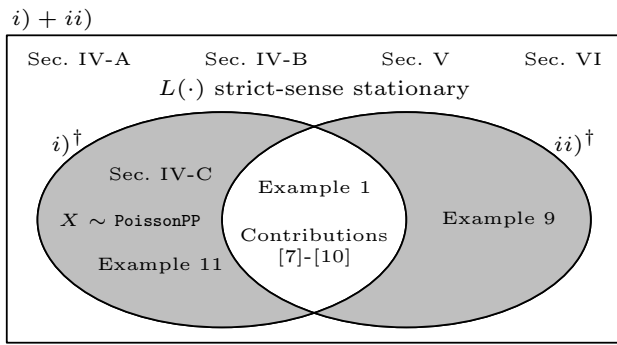 i) + ii)
Sec. IV-A Sec. IV-B Sec. V Sec. VI
L(·) strict-sense stationary
i)† ii)†
Sec. IV-C
Example 1
X ∼ PoissonPP
Example 9
Contributions
[7]-[10]
Example 11